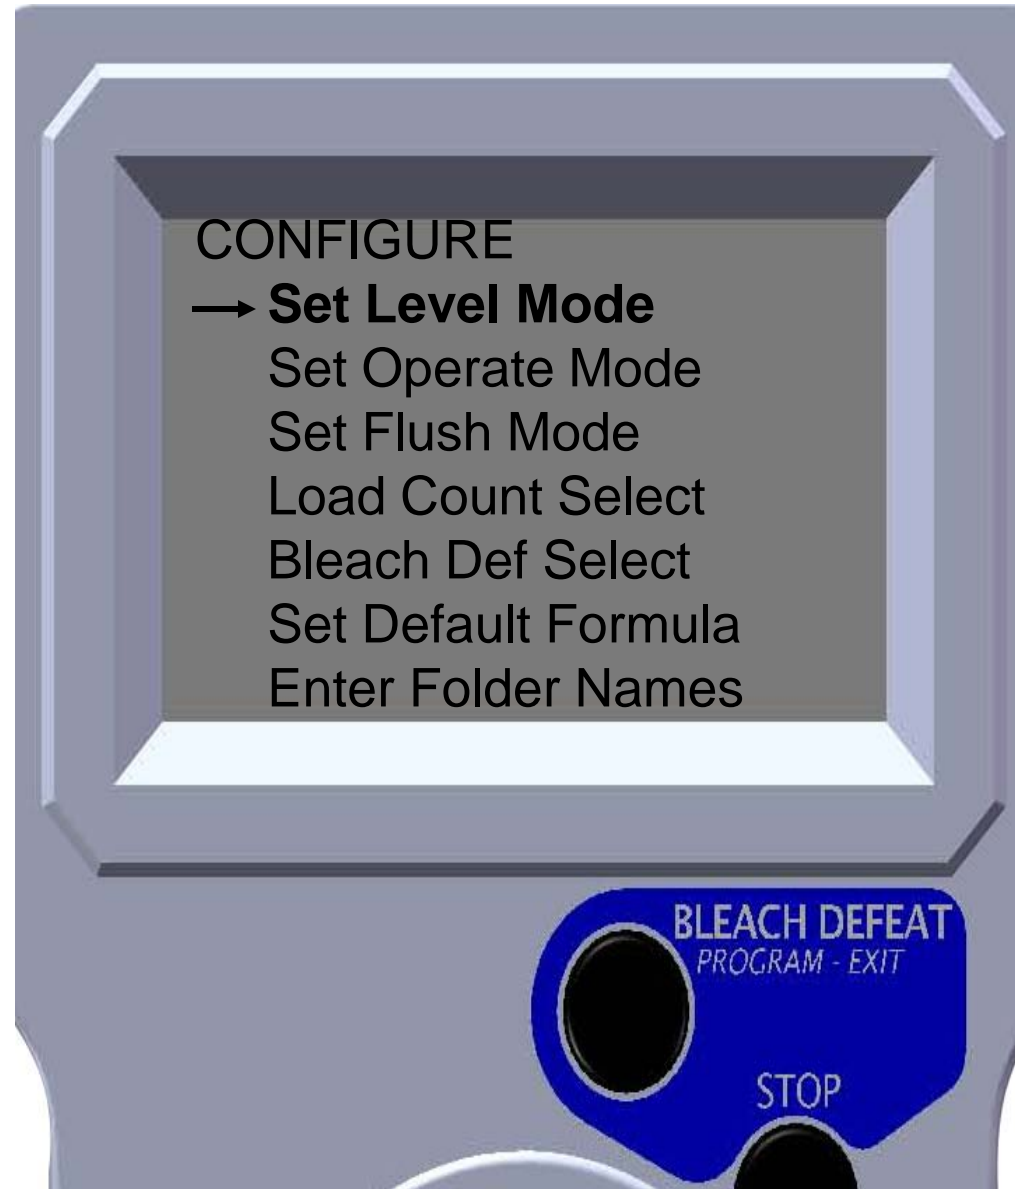 CONFIGURE
Set Level Mode
Set Operate Mode
Set Flush Mode
Load Count Select
Bleach Def Select
Set Default Formula
Enter Folder Names
BLEACH DEFEAT
PROGRAM - EXIT
STOP